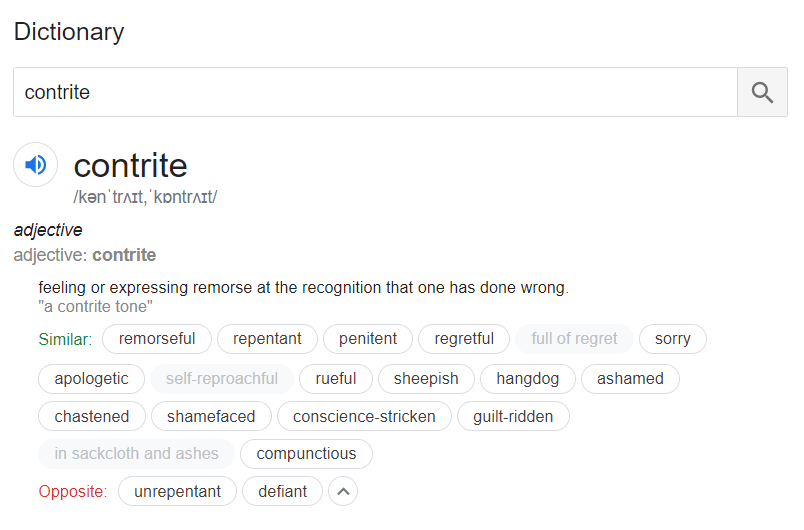 Dictionary
contrite
contrite
/kənˈtrʌɪt,ˈkɒntrʌɪt/
adjective
adjective: contrite
feeling or expressing remorse at the recognition that one has done wrong.
"a contrite tone"
Similar: remorseful repentant penitent regretful full of regret sorry
apologetic self-reproachful rueful sheepish hangdog ashamed
chastened shamefaced conscience-stricken guilt-ridden
in sackcloth and ashes compunctious
Opposite: unrepentant defiant